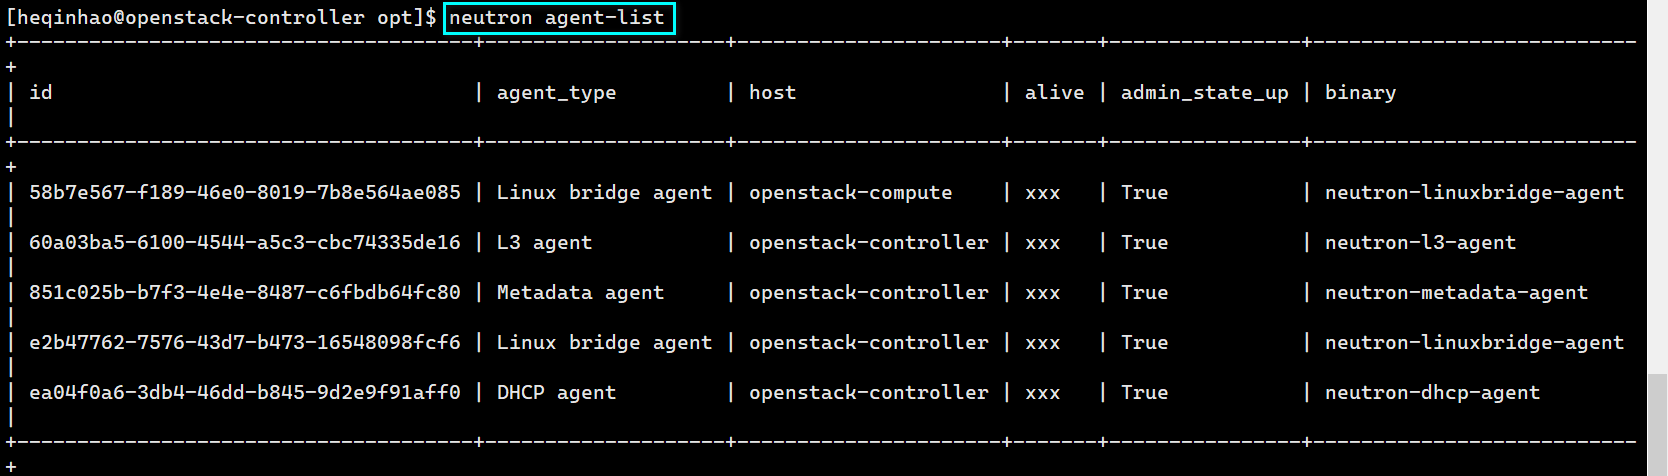 [heqinhao@openstack-controller opt]$ neutron agent-list
+--------------------------------------+--------------------+----------------------+-------+----------------+---------------------------
+
| id                                   | agent_type         | host                 | alive | admin_state_up | binary
|
+--------------------------------------+--------------------+----------------------+-------+----------------+---------------------------
+
| 58b7e567-f189-46e0-8019-7b8e564ae085 | Linux bridge agent | openstack-compute    | xxx   | True           | neutron-linuxbridge-agent
|
| 60a03ba5-6100-4544-a5c3-cbc74335de16 | L3 agent           | openstack-controller | xxx   | True           | neutron-l3-agent
|
| 851c025b-b7f3-4e4e-8487-c6fbdb64fc80 | Metadata agent     | openstack-controller | xxx   | True           | neutron-metadata-agent
|
| e2b47762-7576-43d7-b473-16548098fcf6 | Linux bridge agent | openstack-controller | xxx   | True           | neutron-linuxbridge-agent
|
| ea04f0a6-3db4-46dd-b845-9d2e9f91aff0 | DHCP agent         | openstack-controller | xxx   | True           | neutron-dhcp-agent
|
+--------------------------------------+--------------------+----------------------+-------+----------------+---------------------------
+